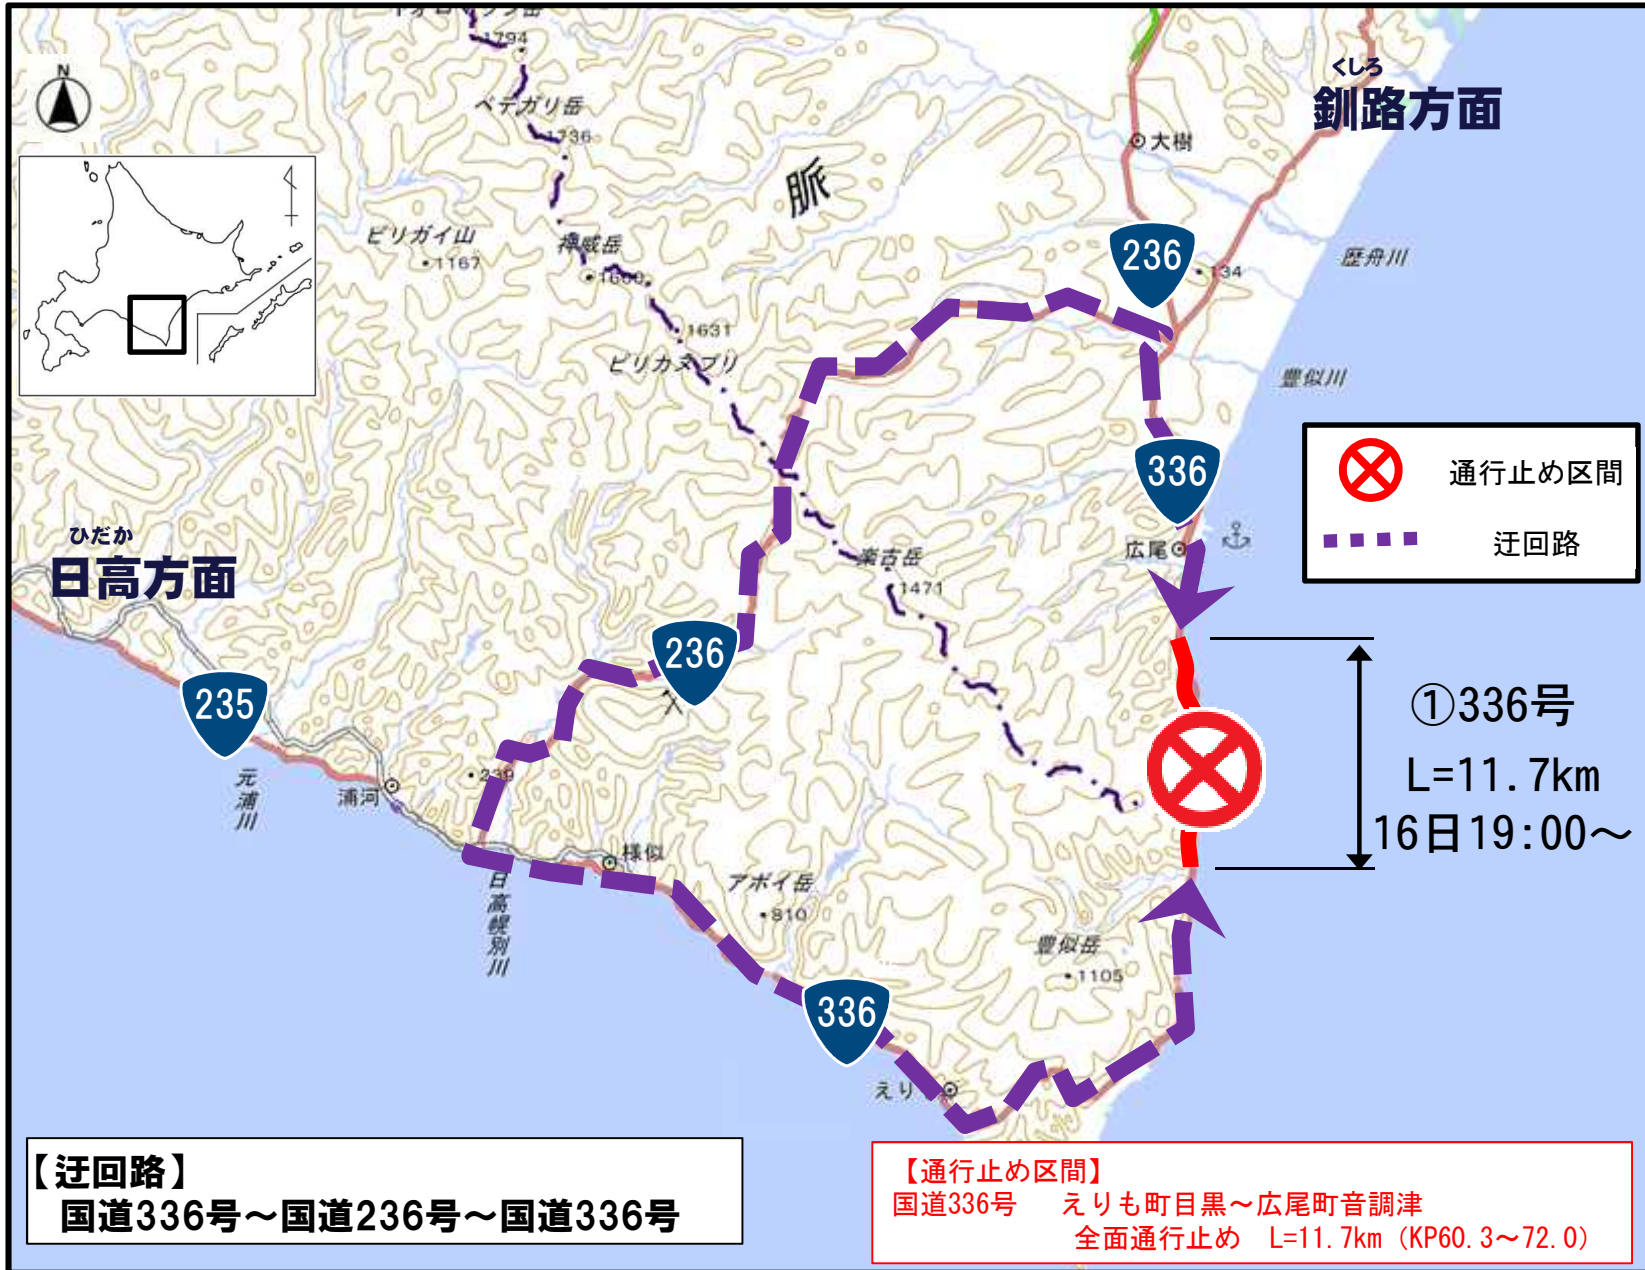 1794
N
ペテガリ岳
1736
くしろ
釧路方面
大樹
脈
ピリガイ山
1167
神威岳
1600
236
134
歴舟川
1631
ピリカヌプリ
豊似川
336
通行止め区間
迂回路
ひだか
日高方面
広尾
楽古岳
1471
236
235
①336号
L=11.7km
16日19:00～
元浦川
浦河
239
様似
日高幌別川
アポイ岳
810
豊似岳
1105
336
えり
【迂回路】
国道336号～国道236号～国道336号
【通行止め区間】
国道336号 えりも町目黒～広尾町音調津
全面通行止め L=11.7km (KP60.3～72.0)